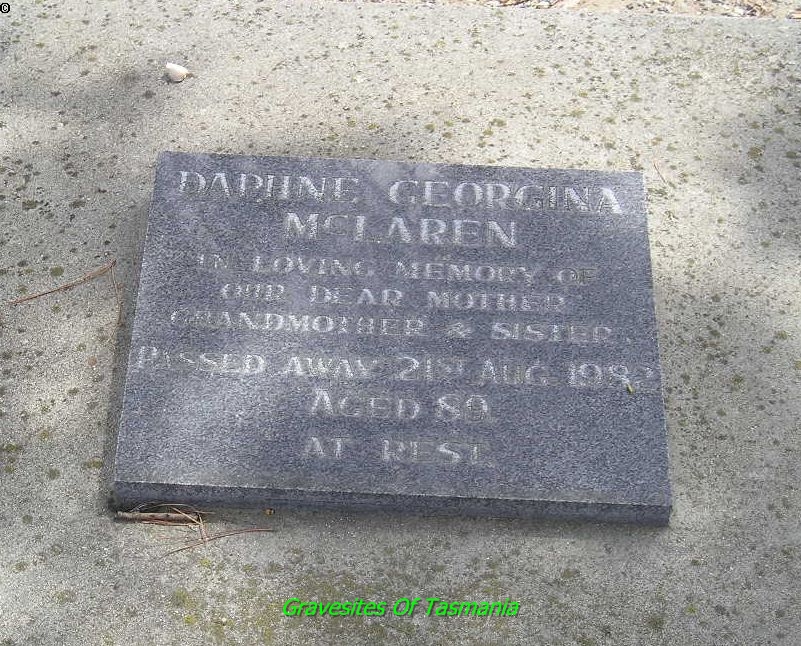 DAPHNE GEORGINA
McLAREN
IN LOVING MEMORY OF
OUR DEAR MOTHER
GRANDMOTHER & SISTER
PASSED AWAY 21ST AUG.
AGED 89.
AT REST.
Gravesites Of Tasmania
©